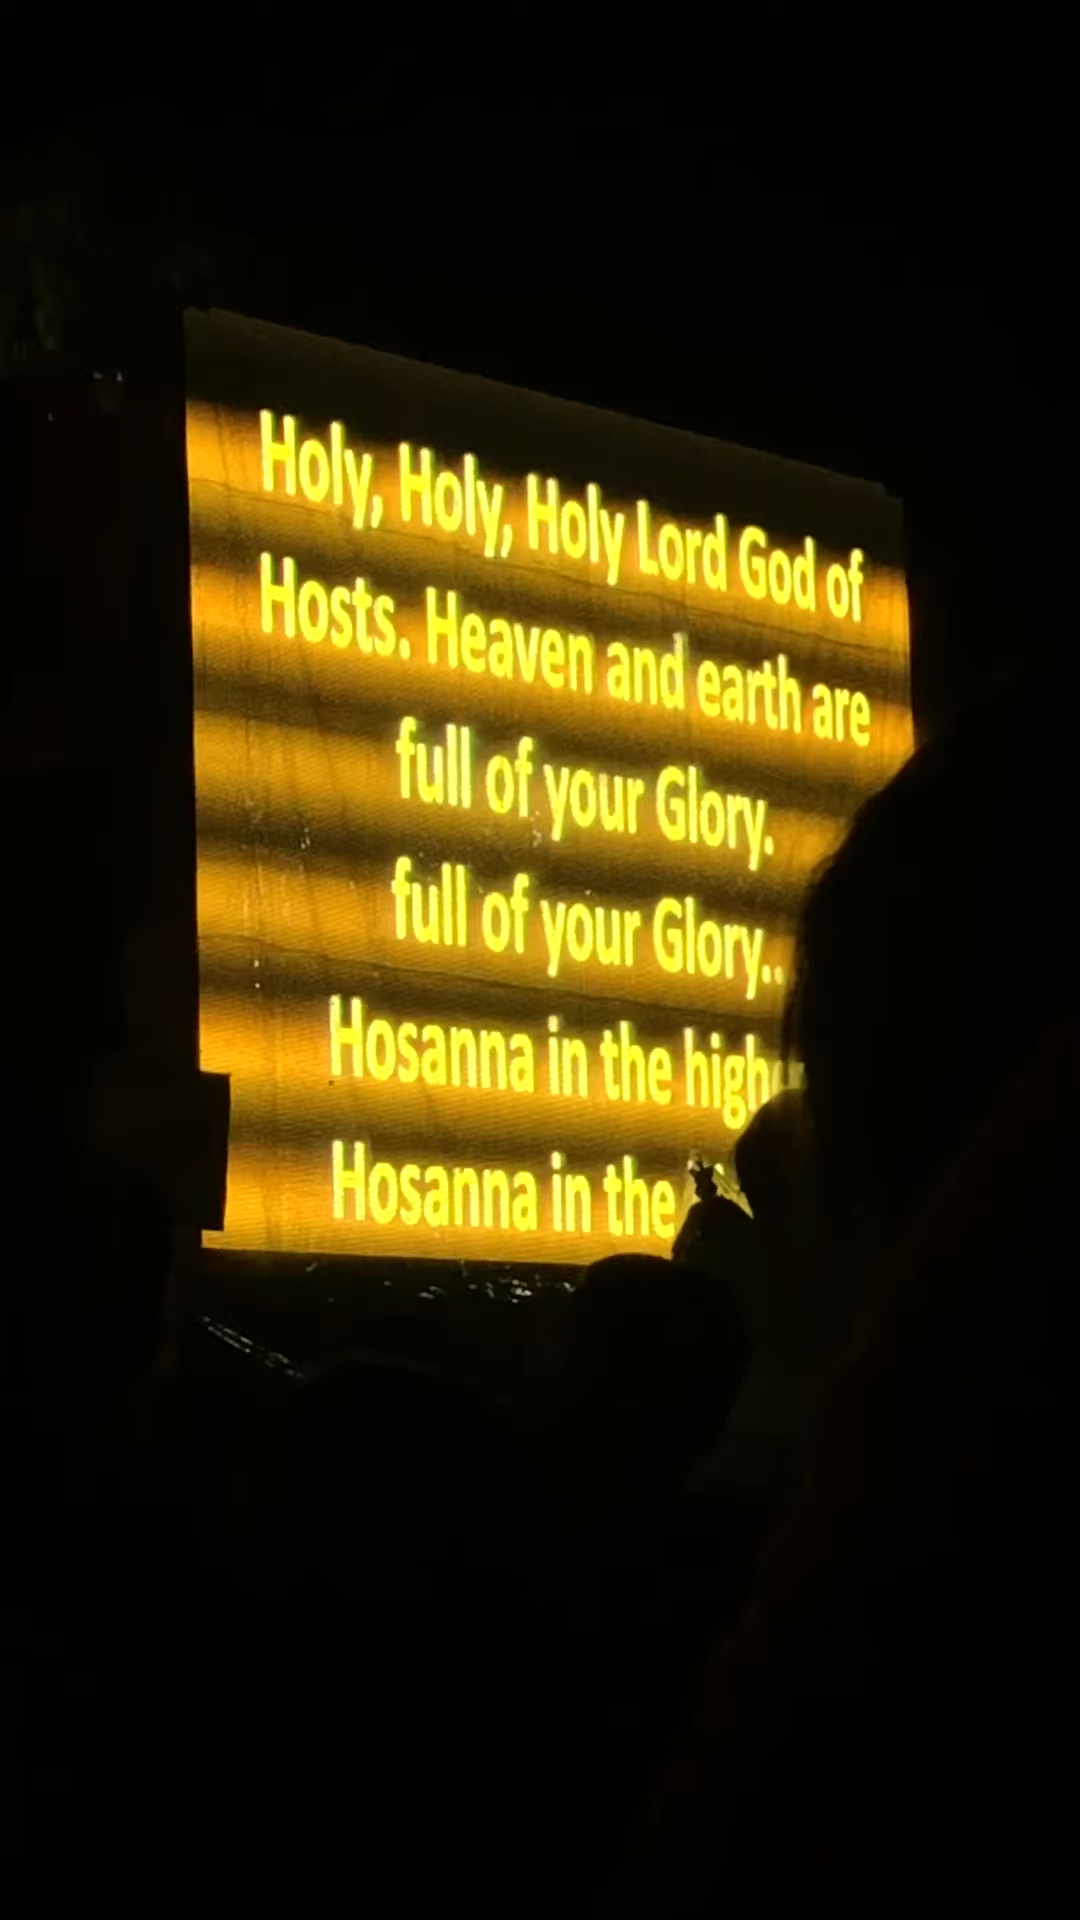 Holy, Holy, Holy Lord God of
Hosts. Heaven and earth are
full of your Glory.
full of your Glory..
Hosanna in the
Hosanna in the